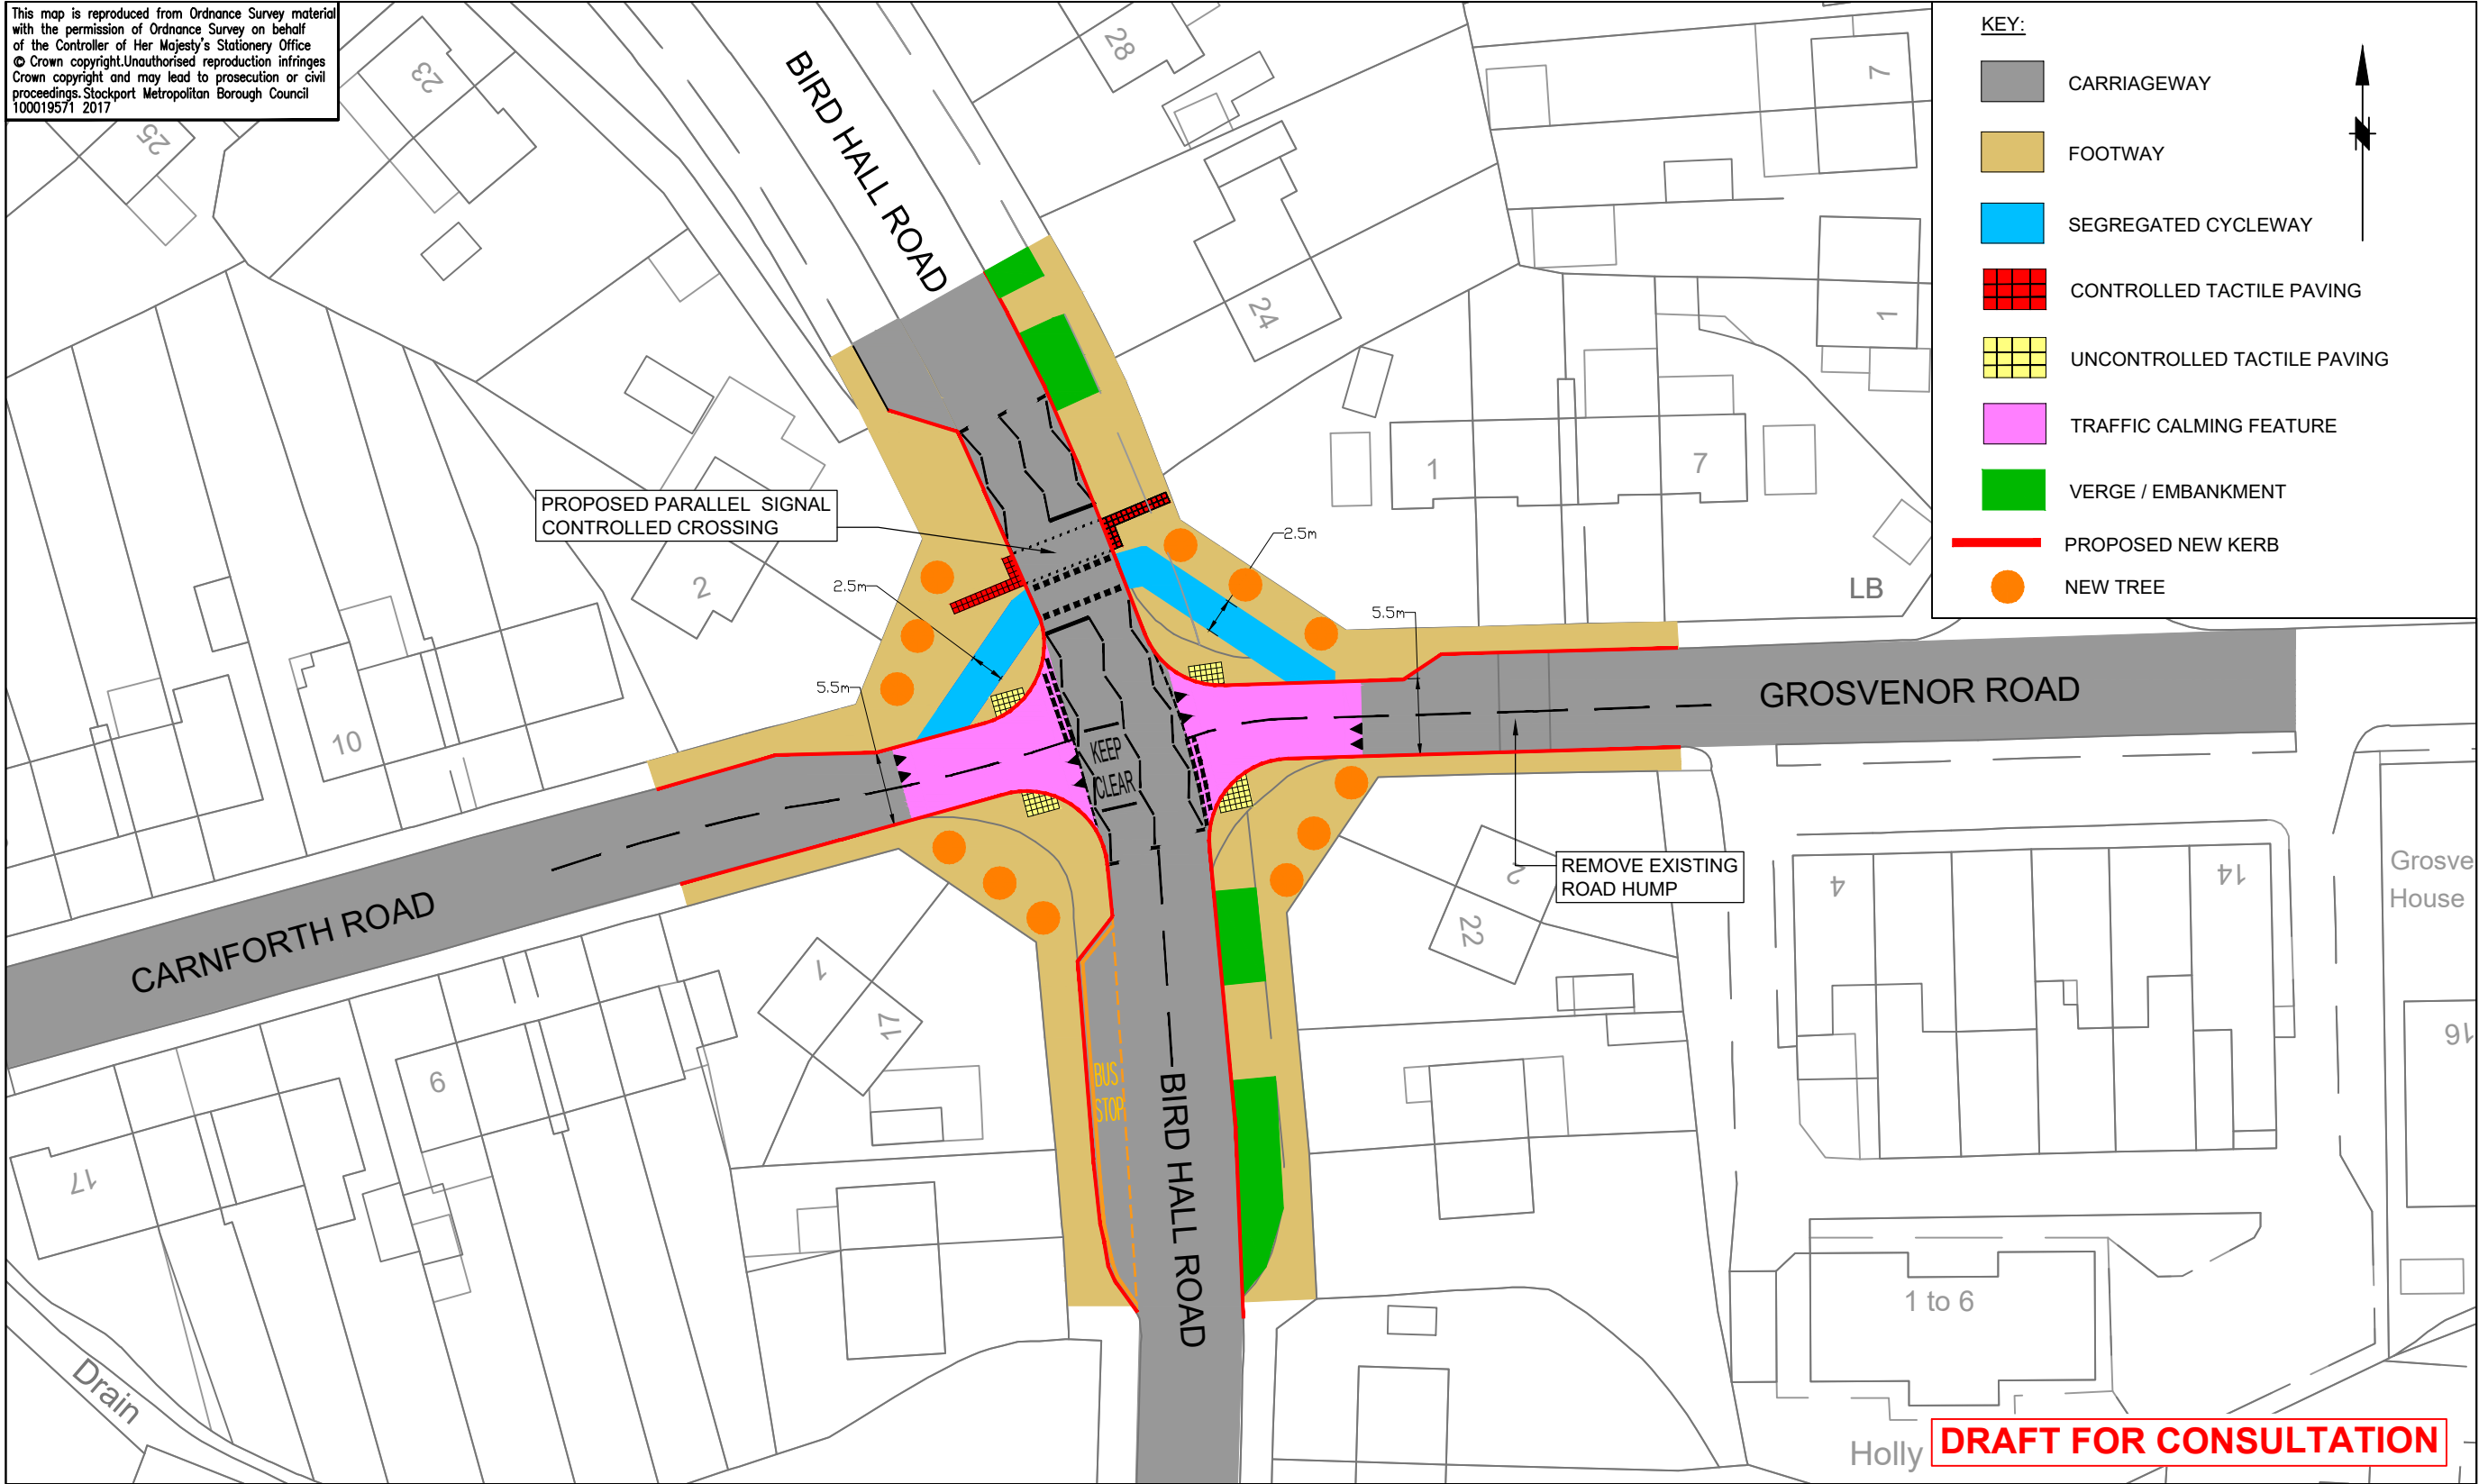 This map is reproduced from Ordnance Survey material
with the permission of Ordnance Survey on behalf
of the Controller of Her Majesty's Stationery Office
© Crown copyright.Unauthorised reproduction infringes
Crown copyright and may lead to prosecution or civil
proceedings. Stockport Metropolitan Borough Council
100019571 2017
KEY:
CARRIAGEWAY
FOOTWAY
SEGREGATED CYCLEWAY
CONTROLLED TACTILE PAVING
UNCONTROLLED TACTILE PAVING
TRAFFIC CALMING FEATURE
VERGE / EMBANKMENT
PROPOSED NEW KERB
NEW TREE
N
23
25
BIRD HALL ROAD
28
24
7
1
1
7
LB
PROPOSED PARALLEL SIGNAL
CONTROLLED CROSSING
2
2.5m
2.5m
5.5m
5.5m
10
KEEP
CLEAR
GROSVENOR ROAD
CARNFORTH ROAD
REMOVE EXISTING
ROAD HUMP
2
22
4
14
Grosve
House
16
1
17
6
17
BUS
STOP
BIRD HALL ROAD
1 to 6
Drain
Holly
DRAFT FOR CONSULTATION